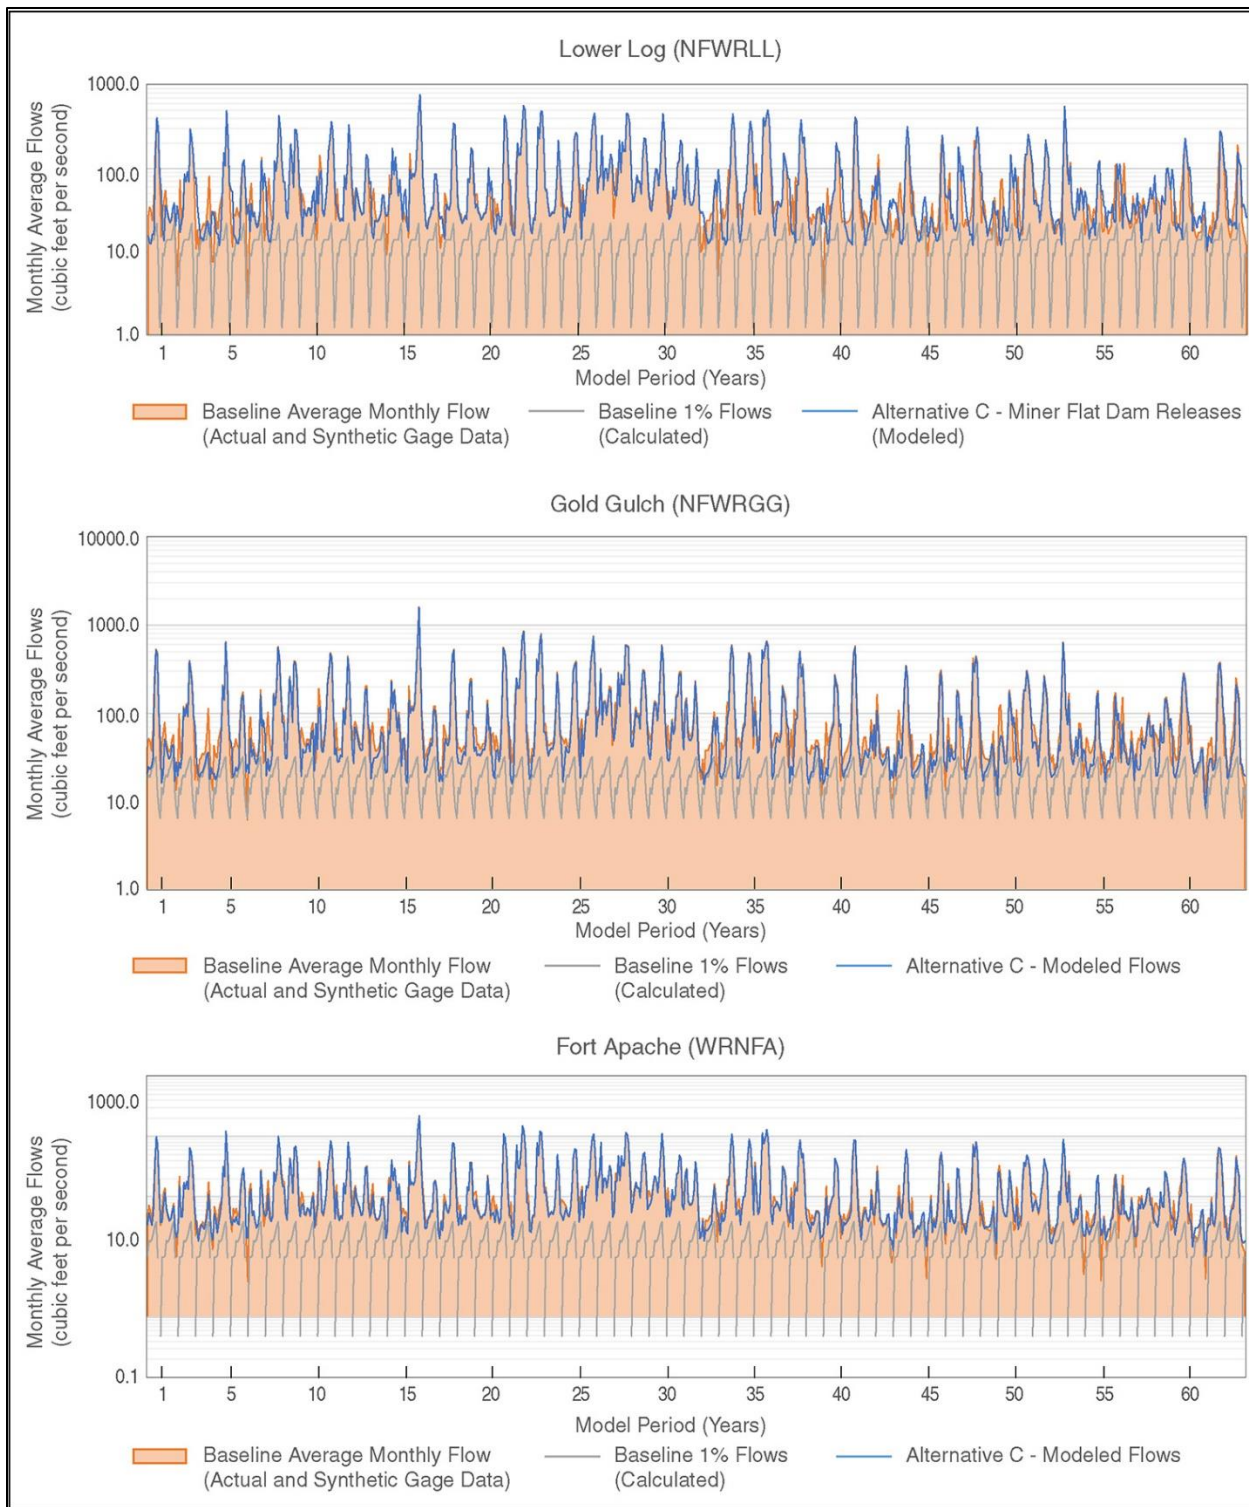 Lower Log (NFWRLL)
Monthly Average Flows
(cubic feet per second)
1000.0
100.0
10.0
1.0
1 5 10 15 20 25 30 35 40 45 50 55 60
Model Period (Years)
Baseline Average Monthly Flow
(Actual and Synthetic Gage Data)
Baseline 1% Flows
(Calculated)
Alternative C - Miner Flat Dam Releases
(Modeled)
Gold Gulch (NFWRGG)
Monthly Average Flows
(cubic feet per second)
10000.0
1000.0
100.0
10.0
1.0
1 5 10 15 20 25 30 35 40 45 50 55 60
Model Period (Years)
Baseline Average Monthly Flow
(Actual and Synthetic Gage Data)
Baseline 1% Flows
(Calculated)
Alternative C - Modeled Flows
Fort Apache (WRNFA)
Monthly Average Flows
(cubic feet per second)
1000.0
10.0
0.1
1 5 10 15 20 25 30 35 40 45 50 55 60
Model Period (Years)
Baseline Average Monthly Flow
(Actual and Synthetic Gage Data)
Baseline 1% Flows
(Calculated)
Alternative C - Modeled Flows